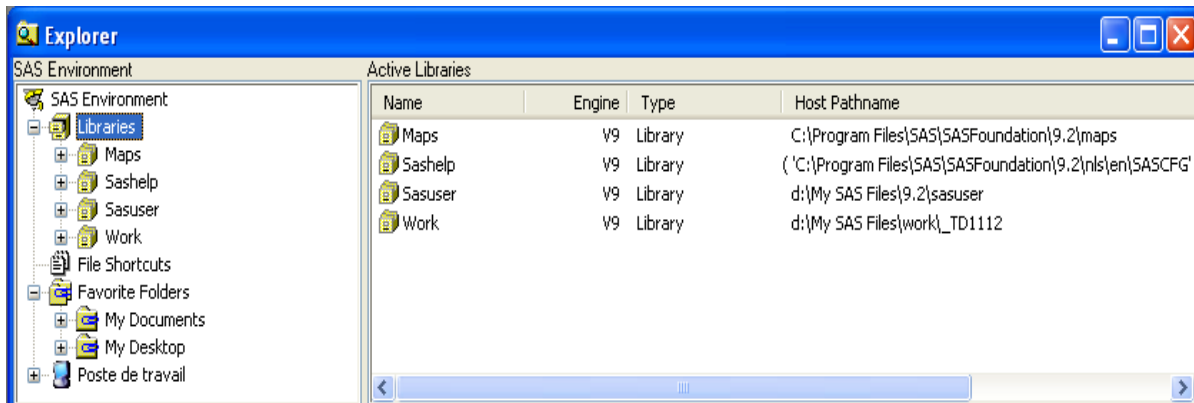 Explorer
SAS Environment
SAS Environment
Libraries
Maps
Sashelp
Sasuser
Work
File Shortcuts
Favorite Folders
My Documents
My Desktop
Poste de travail
Active Libraries
Name Engine Type Host Pathname
Maps V9 Library C:\Program Files\SAS\SASFoundation\9.2\maps
Sashelp V9 Library ( 'C:\Program Files\SAS\SASFoundation\9.2\nls\en\SASCFG'
Sasuser V9 Library d:\My SAS Files\9.2\sasuser
Work V9 Library d:\My SAS Files\work\_TD1112